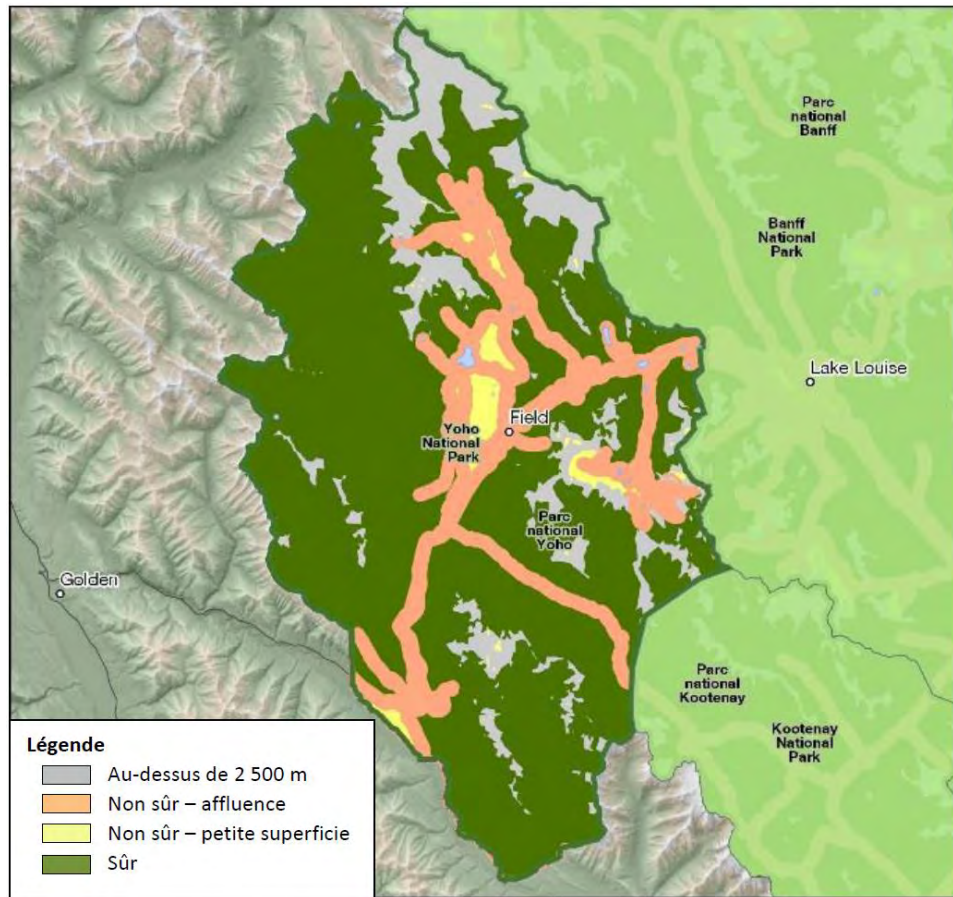 Parc
national
Banff
Banff
National
Park
Lake Louise
Field
Yoho
National
Park
Parc
national
Yoho
Golden
Parc
national
Kootenay
Kootenay
National
Park
Légende
Au-dessus de 2 500 m
Non sûr – affluence
Non sûr – petite superficie
Sûr